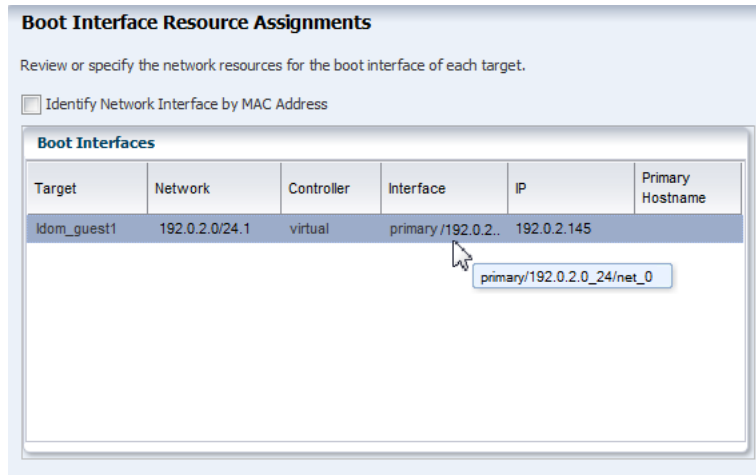 Boot Interface Resource Assignments
Review or specify the network resources for the boot interface of each target.
Identify Network Interface by MAC Address
Boot Interfaces
Target Network Controller Interface IP Primary Hostname
ldom_guest1 192.0.2.0/24.1 virtual primary/192.0.2.. 192.0.2.145
primary/192.0.2.0_24/net_0